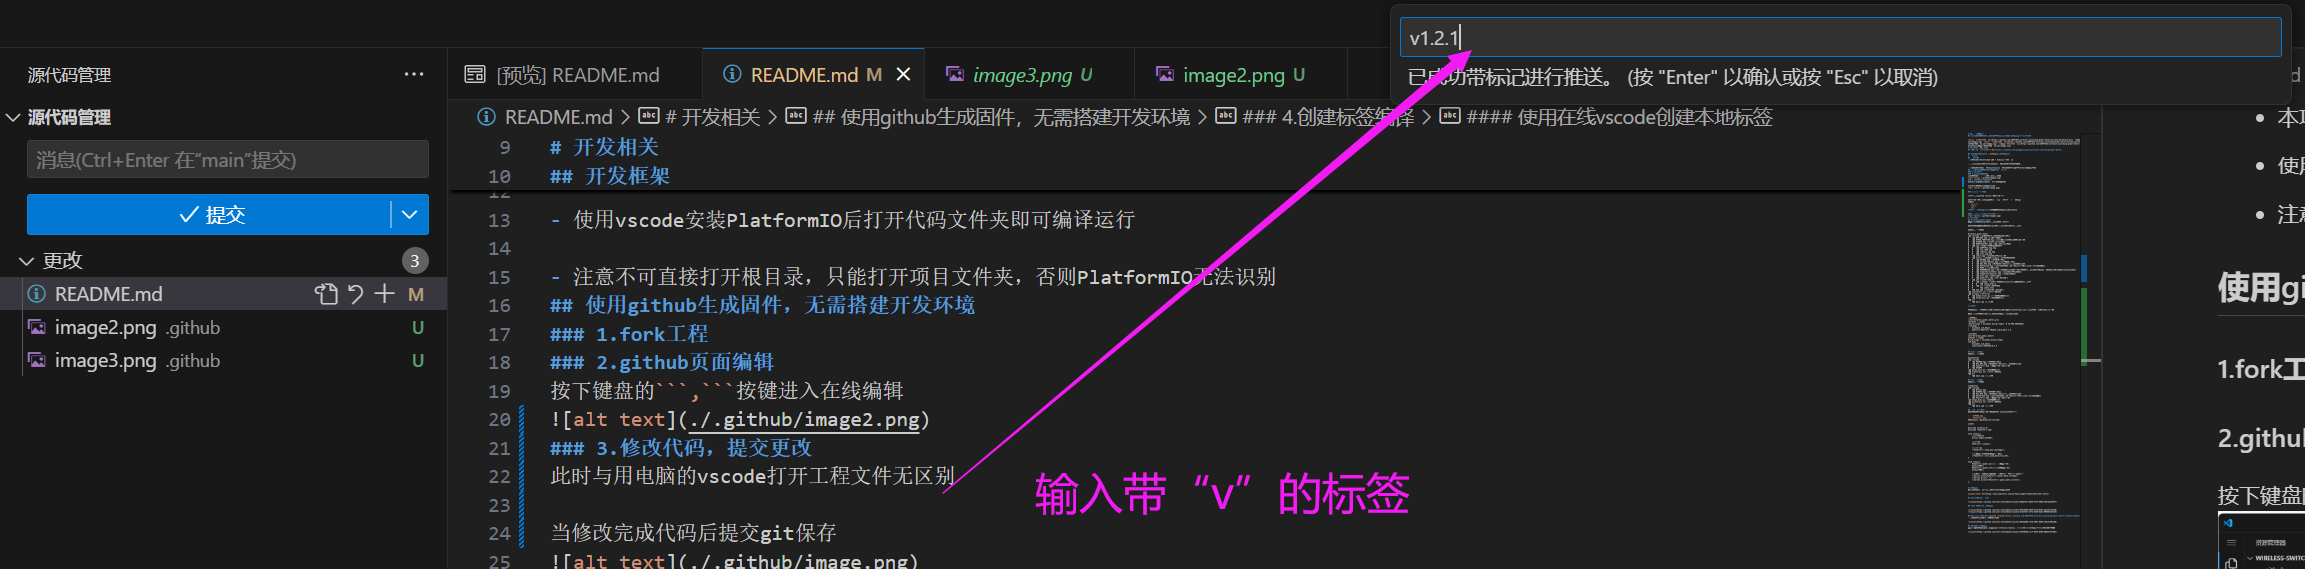 v1.2.1
已成功带标记进行推送。 (按 "Enter" 以确认或按 "Esc" 以取消)
源代码管理
[预览] README.md
README.md M
image3.png U
image2.png U
源代码管理
README.md > # 开发相关 > ## 使用github生成固件，无需搭建开发环境 > ### 4.创建标签编译 > #### 使用在线vscode创建本地标签
消息(Ctrl+Enter 在"main"提交)
提交
更改 3
README.md M
image2.png .github U
image3.png .github U
9 # 开发相关
10 ## 开发框架
12
13 - 使用vscode安装PlatformIO后打开代码文件夹即可编译运行
14
15 - 注意不可直接打开根目录，只能打开项目文件夹，否则PlatformIO无法识别
16 ## 使用github生成固件，无需搭建开发环境
17 ### 1.fork工程
18 ### 2.github页面编辑
19 按下键盘的```,```按键进入在线编辑
20 ![alt text](./.github/image2.png)
21 ### 3.修改代码，提交更改
22 此时与用电脑的vscode打开工程文件无区别
23
24 当修改完成代码后提交git保存
25 ![alt text](./.github/image.png)
输入带“v”的标签
使用
注意
使用gi
1.fork工
2.githu
按下键盘
资源管理器
WIRELESS-SWITC